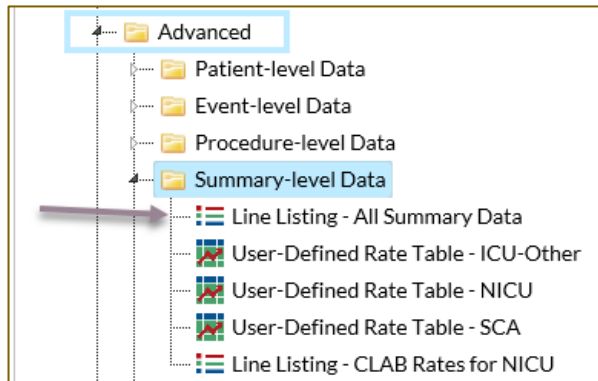 Advanced
Patient-level Data
Event-level Data
Procedure-level Data
Summary-level Data
Line Listing - All Summary Data
User-Defined Rate Table - ICU-Other
User-Defined Rate Table - NICU
User-Defined Rate Table - SCA
Line Listing - CLAB Rates for NICU